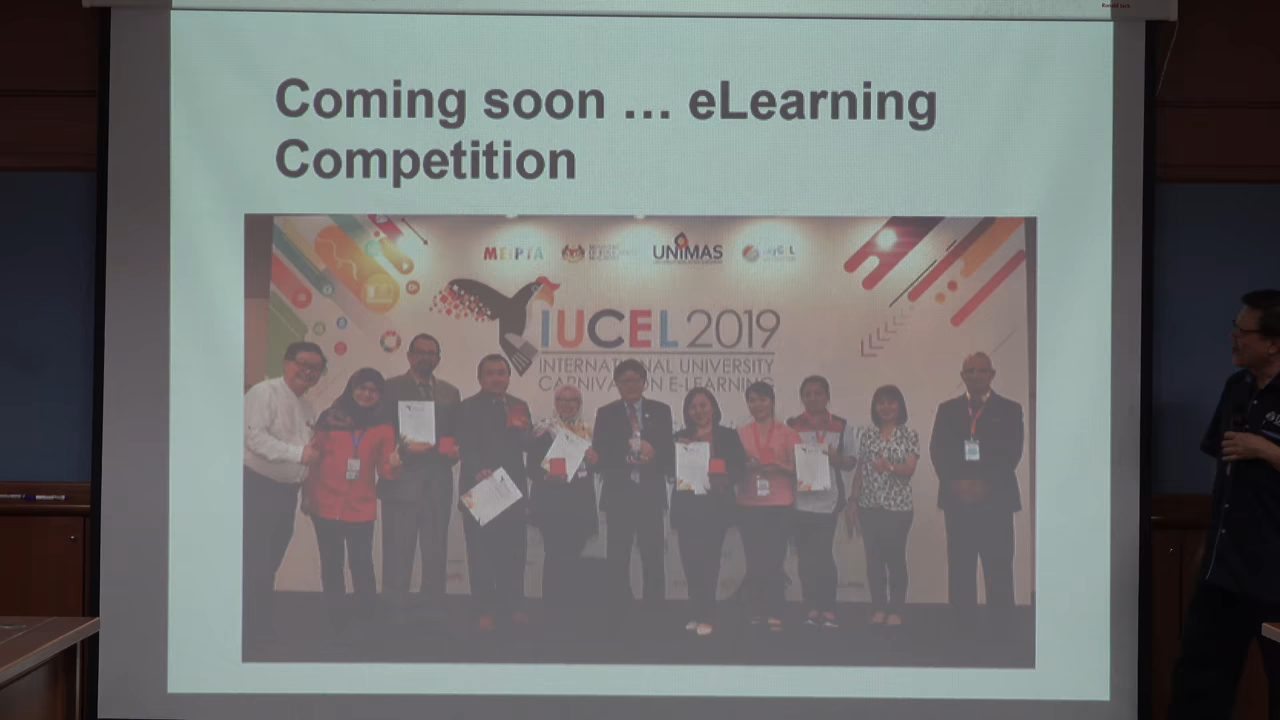 Coming soon ... eLearning
Competition
MEIPTA
UNIMAS
IUCEL 2019
INTERNATIONAL UNIVERSITY
CARNIVAL ON E-LEARNING